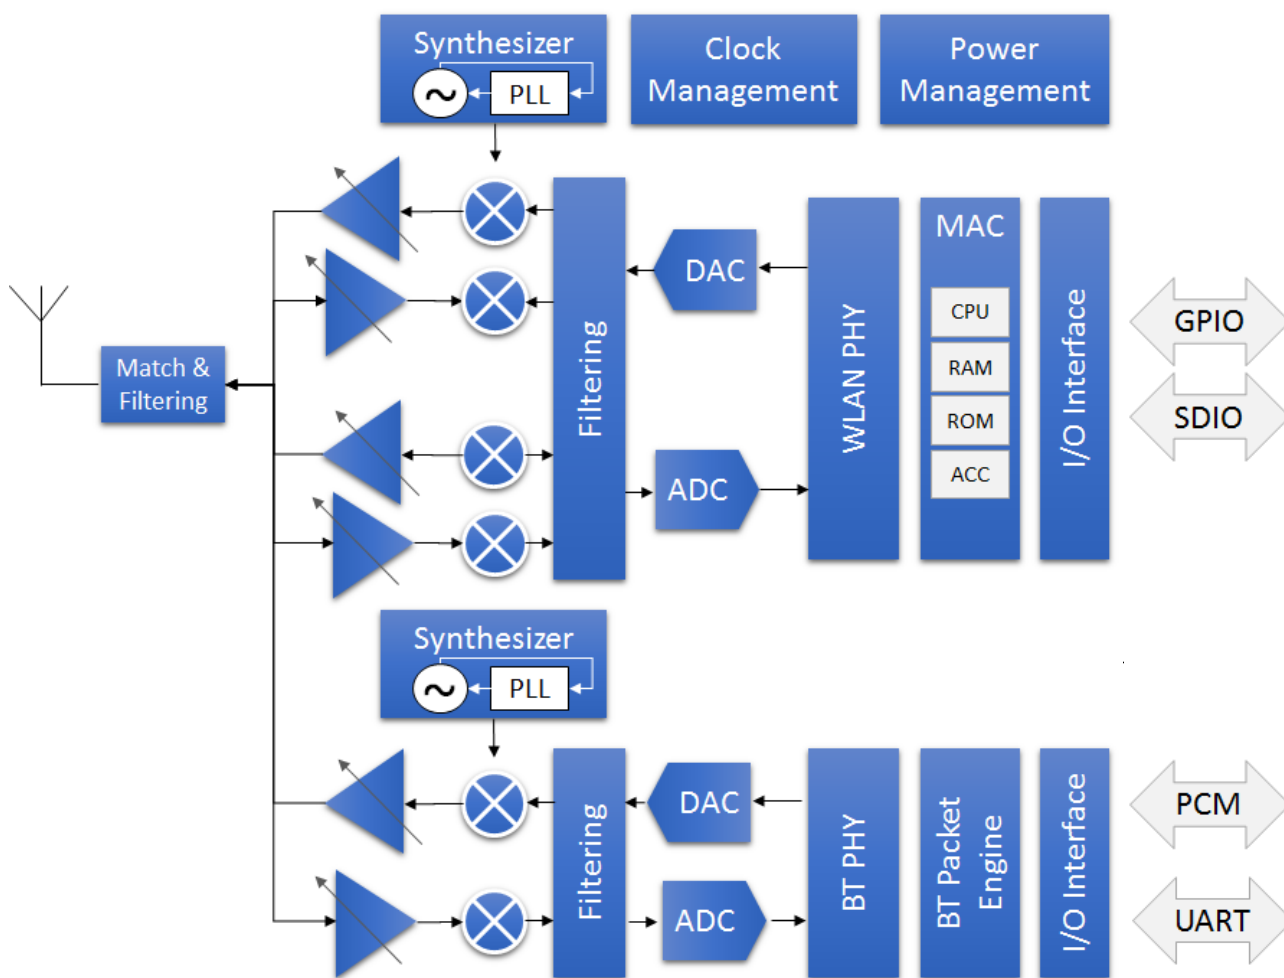 Synthesizer
PLL
Clock
Management
Power
Management
Match &
Filtering
Filtering
DAC
ADC
WLAN PHY
MAC
CPU
RAM
ROM
ACC
I/O Interface
GPIO
SDIO
Synthesizer
PLL
Filtering
DAC
ADC
BT PHY
BT Packet
Engine
I/O Interface
PCM
UART